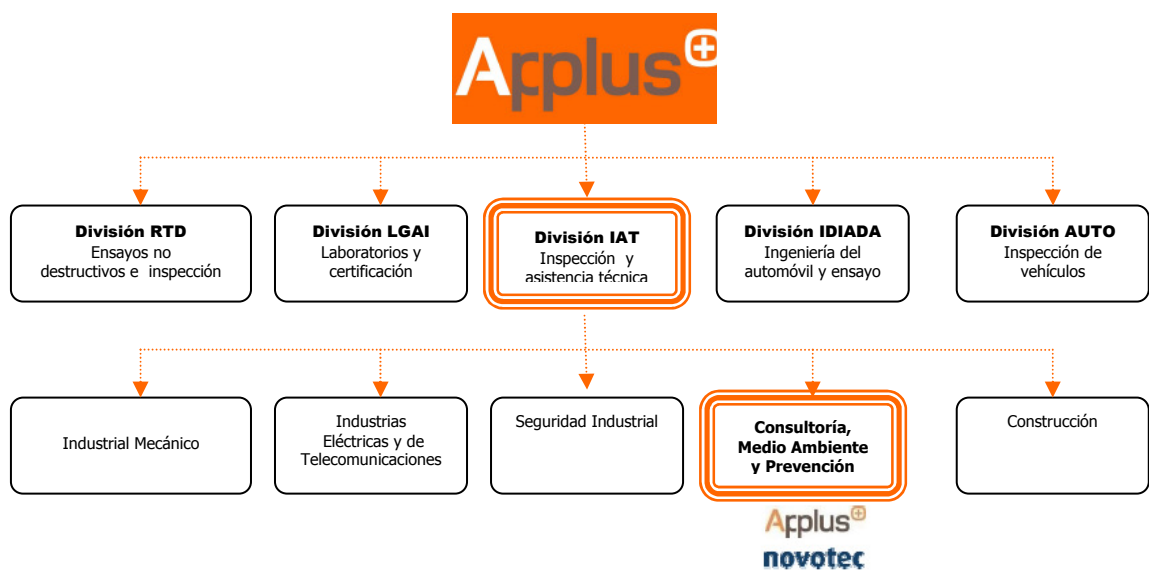 Applus+
División RTD
Ensayos no
destructivos e inspección
División LGAI
Laboratorios y
certificación
División IAT
Inspección y
asistencia técnica
División IDIADA
Ingeniería del
automóvil y ensayo
División AUTO
Inspección de
vehículos
Industrial Mecánico
Industrias
Eléctricas y de
Telecomunicaciones
Seguridad Industrial
Consultoría,
Medio Ambiente
y Prevención
Construcción
Applus+
novotec